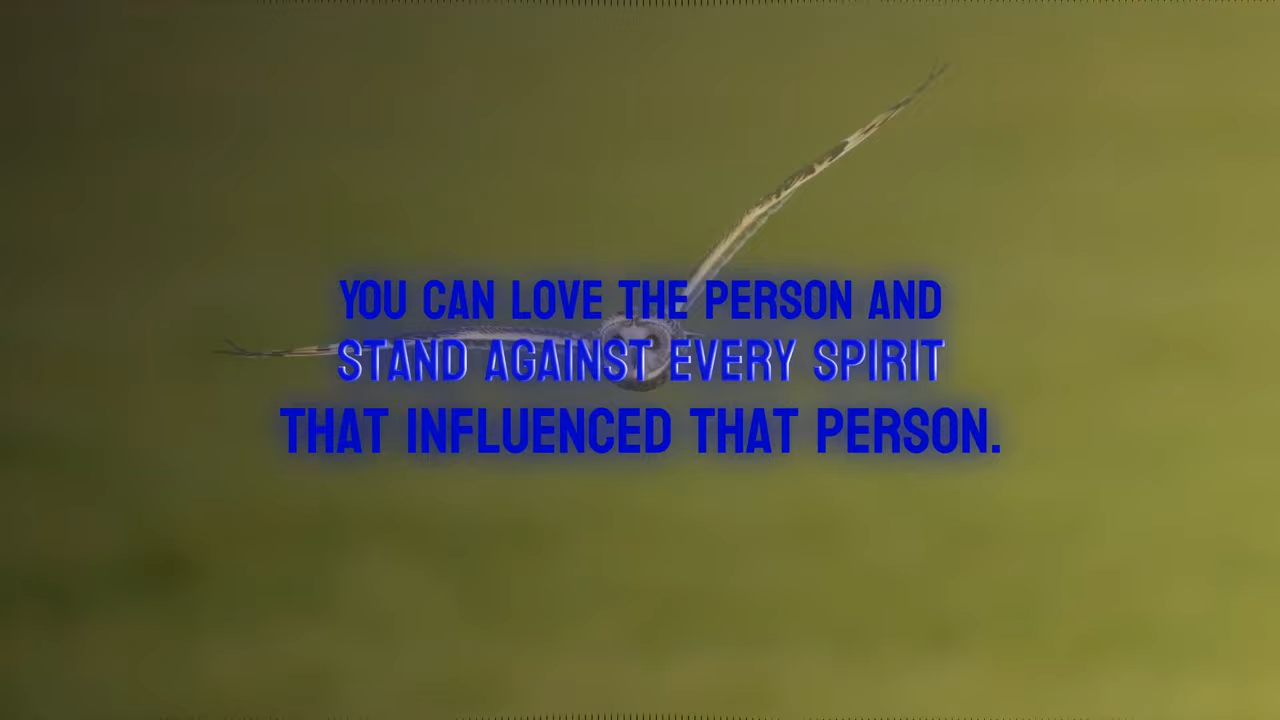 YOU CAN LOVE THE PERSON AND
STAND AGAINST EVERY SPIRIT
THAT INFLUENCED THAT PERSON.